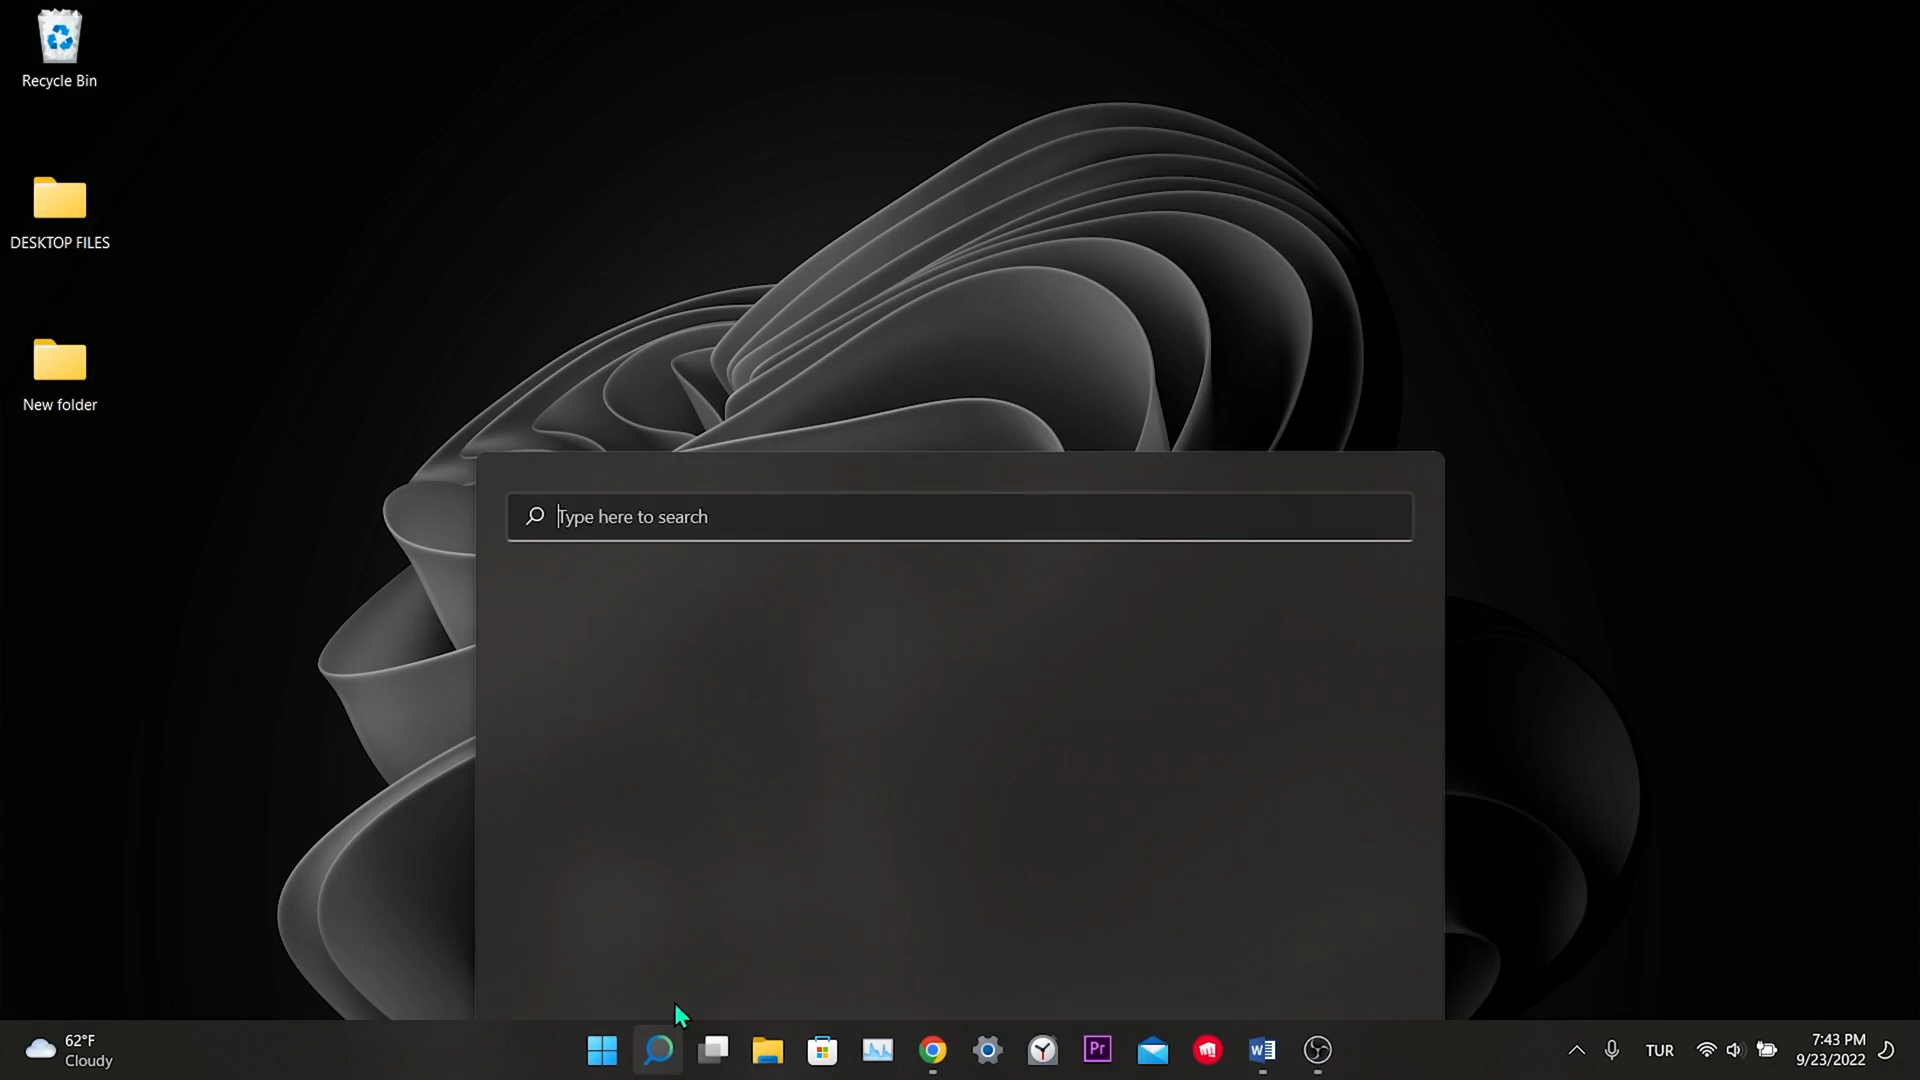 Recycle Bin
DESKTOP FILES
New folder
Type here to search
62°F
Cloudy
Pr
W
TUR
7:43 PM
9/23/2022